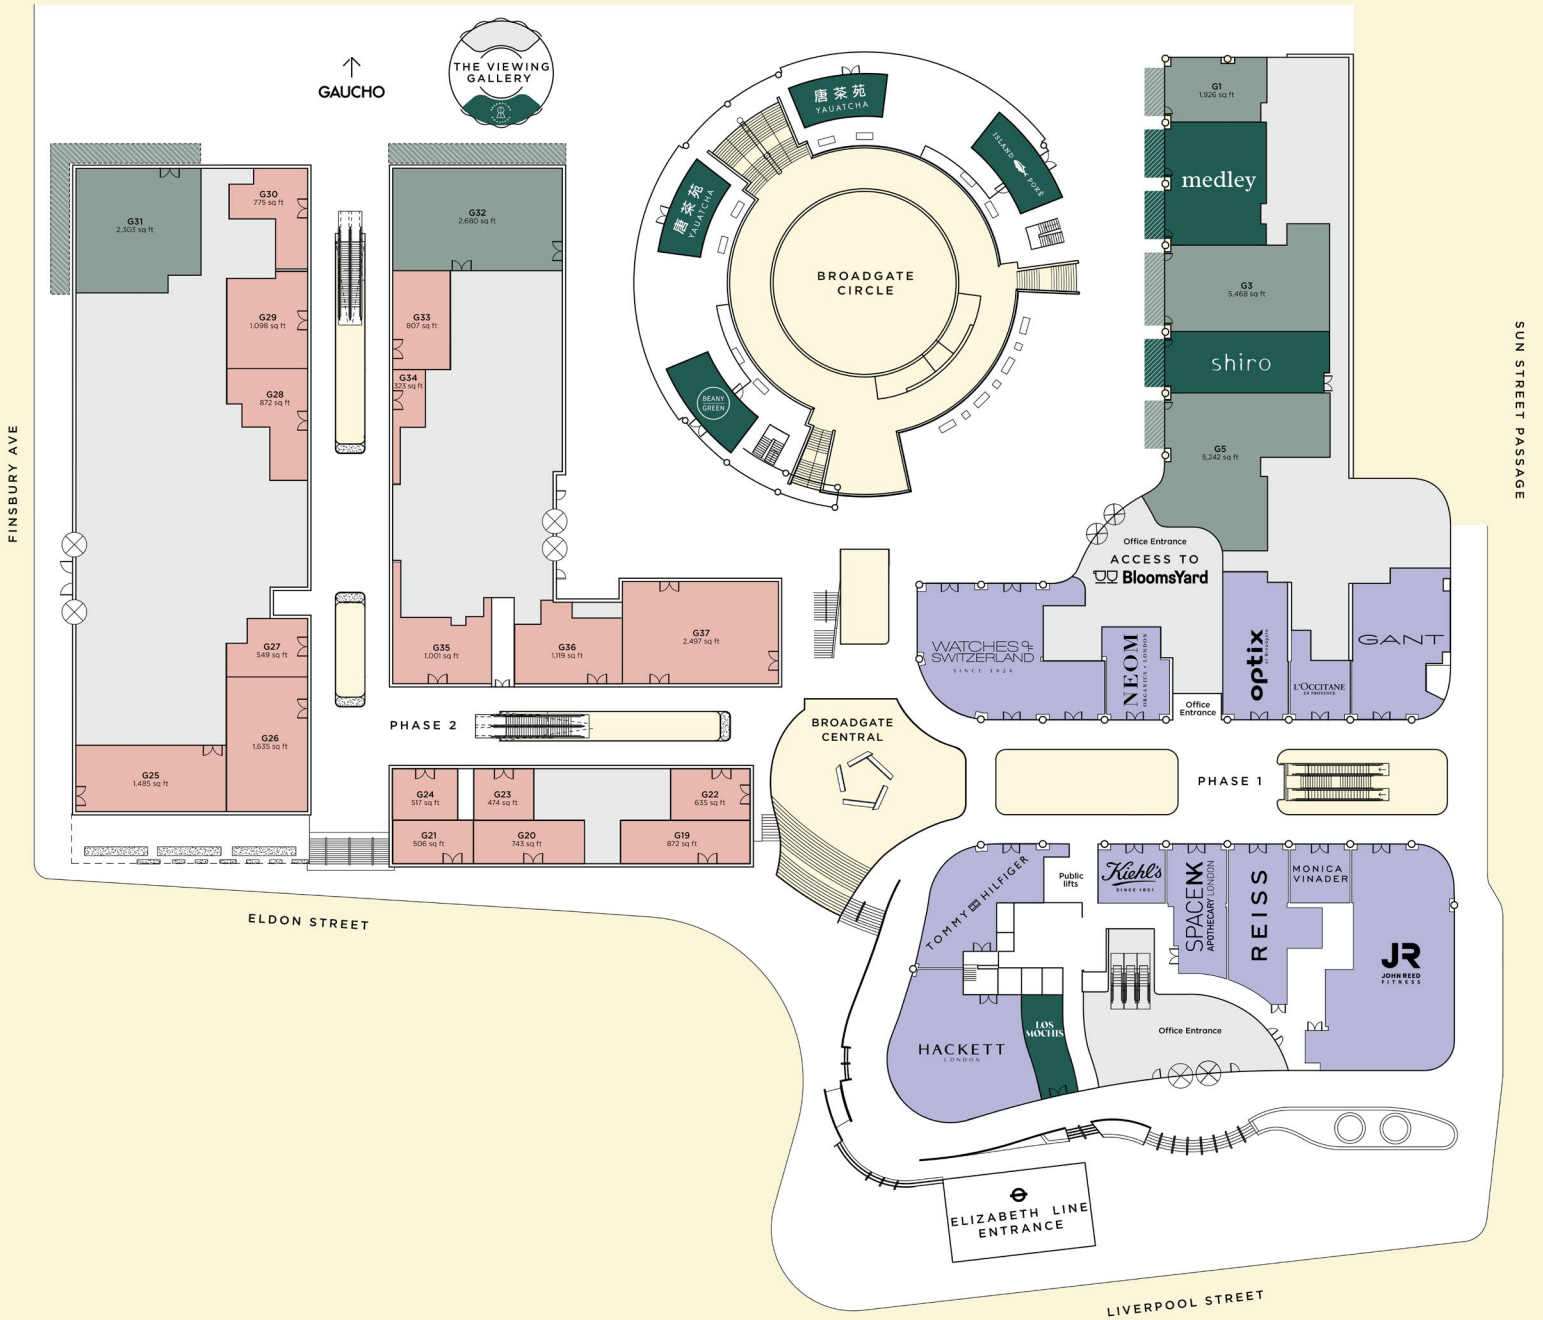 THE VIEWING
GALLERY
GAUCHO
唐茶苑
YAUATCHA
ISLAND POKÉ
唐茶苑
YAUATCHA
BROADGATE
CIRCLE
BEANY
GREEN
G1
1,926 sq ft
medley
G3
5,468 sq ft
shiro
G5
5,242 sq ft
SUN STREET PASSAGE
FINSBURY AVE
G31
2,303 sq ft
G30
775 sq ft
G29
1,098 sq ft
G28
872 sq ft
G27
549 sq ft
G26
1,635 sq ft
G25
1,485 sq ft
G32
2,680 sq ft
G33
807 sq ft
G34
323 sq ft
G35
1,001 sq ft
G36
1,119 sq ft
G37
2,497 sq ft
PHASE 2
G24
517 sq ft
G23
474 sq ft
G22
635 sq ft
G21
506 sq ft
G20
743 sq ft
G19
872 sq ft
ELDON STREET
BROADGATE
CENTRAL
Office Entrance
ACCESS TO
BloomsYard
WATCHES OF
SWITZERLAND
SINCE 1924
NEOM
ORGANICS • LONDON
Office
Entrance
optix
at Broadgate
L'OCCITANE
EN PROVENCE
GANT
PHASE 1
TOMMY HILFIGER
Public
lifts
Kiehl's
SINCE 1851
SPACENK
APOTHECARY LONDON
REISS
MONICA
VINADER
JR
JOHN REED
FITNESS
HACKETT
LONDON
LOS
MOCHIS
Office Entrance
ELIZABETH LINE
ENTRANCE
LIVERPOOL STREET